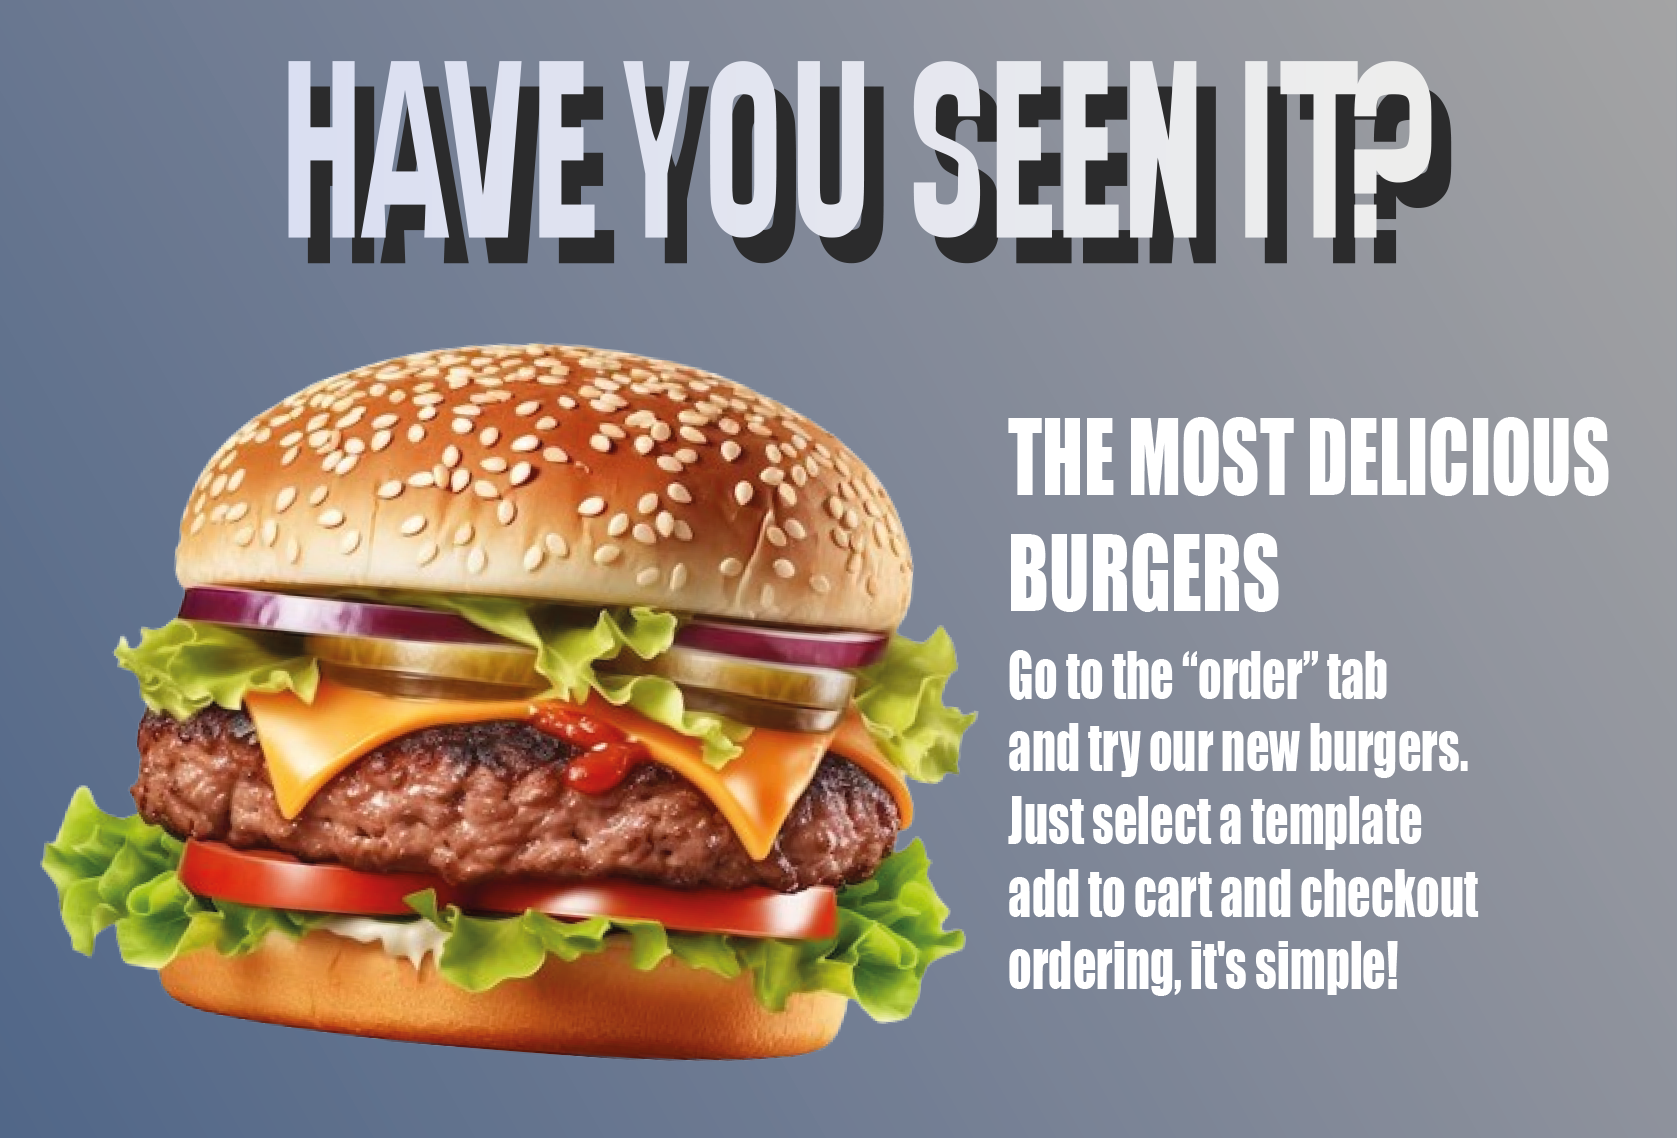 HAVE YOU SEEN IT?
THE MOST DELICIOUS
BURGERS
Go to the “order” tab
and try our new burgers.
Just select a template
add to cart and checkout
ordering, it's simple!